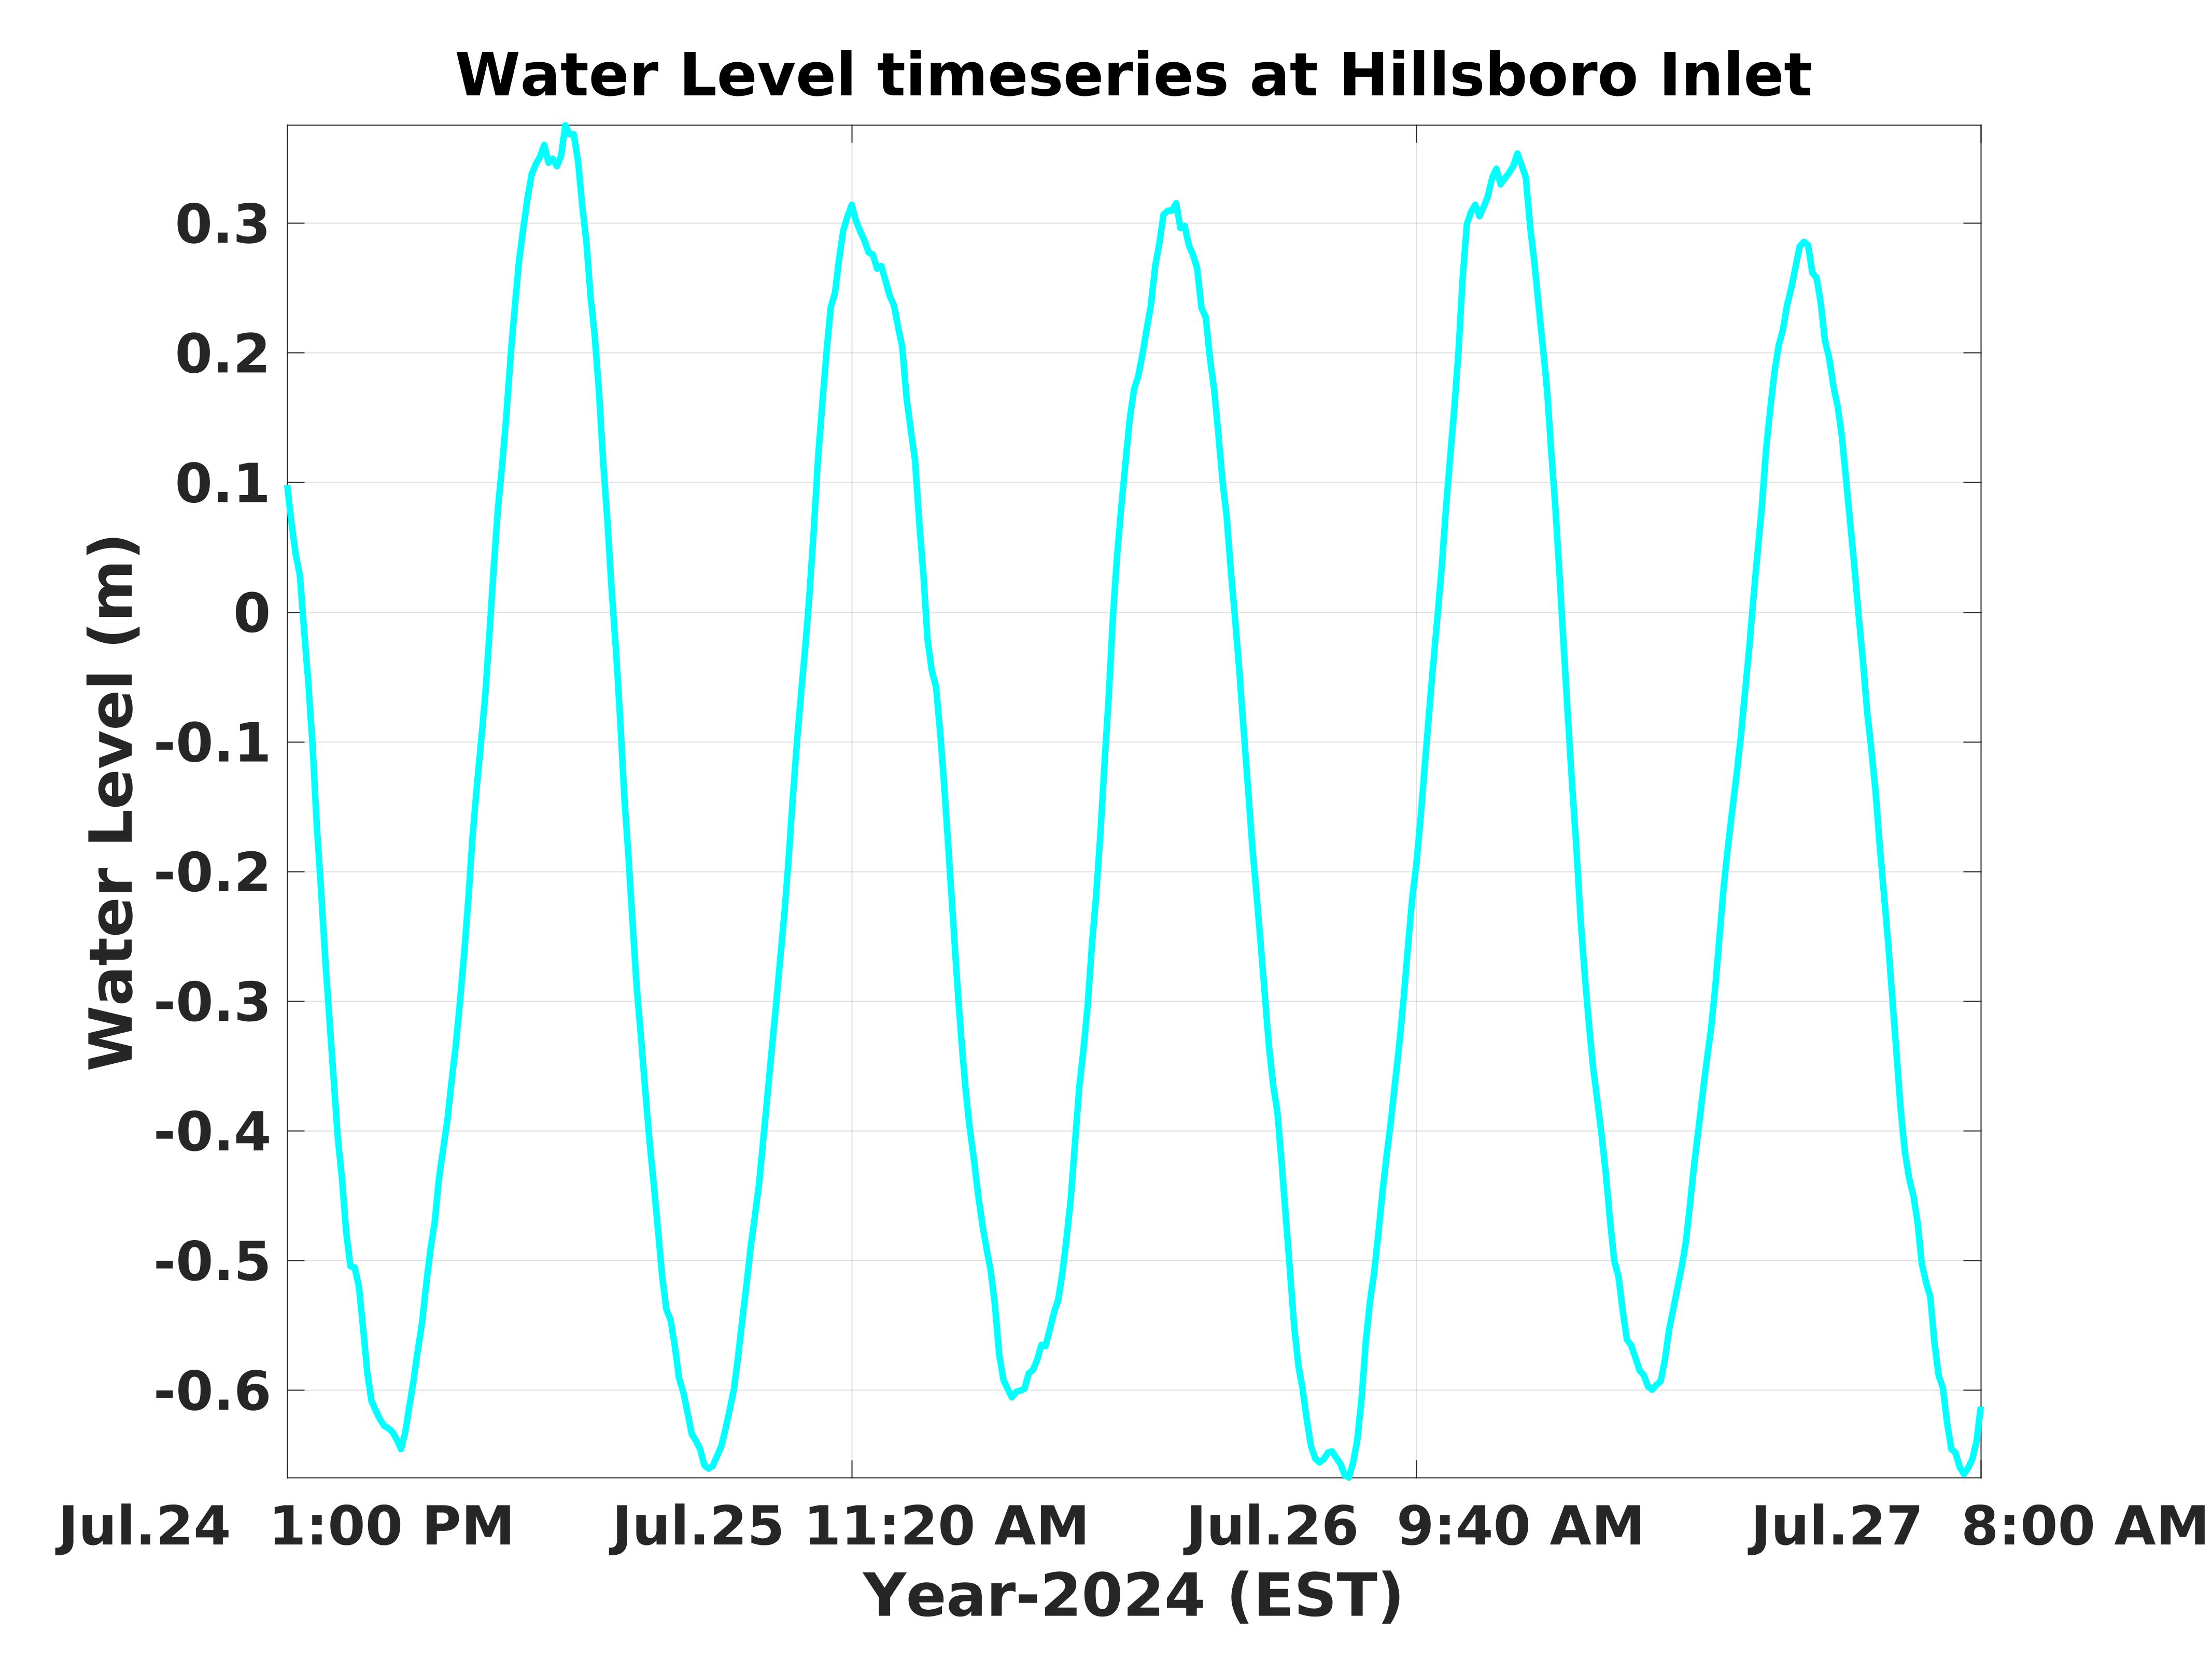 Water Level timeseries at Hillsboro Inlet
Water Level (m)
0.3
0.2
0.1
0
-0.1
-0.2
-0.3
-0.4
-0.5
-0.6
Jul.24 1:00 PM
Jul.25 11:20 AM
Jul.26 9:40 AM
Jul.27 8:00 AM
Year-2024 (EST)